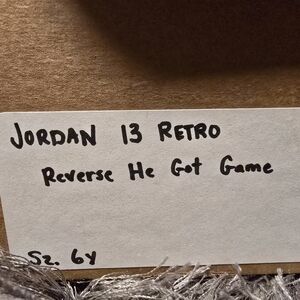 JORDAN 13 RETRO
Reverse He Got Game
Sz. 6y